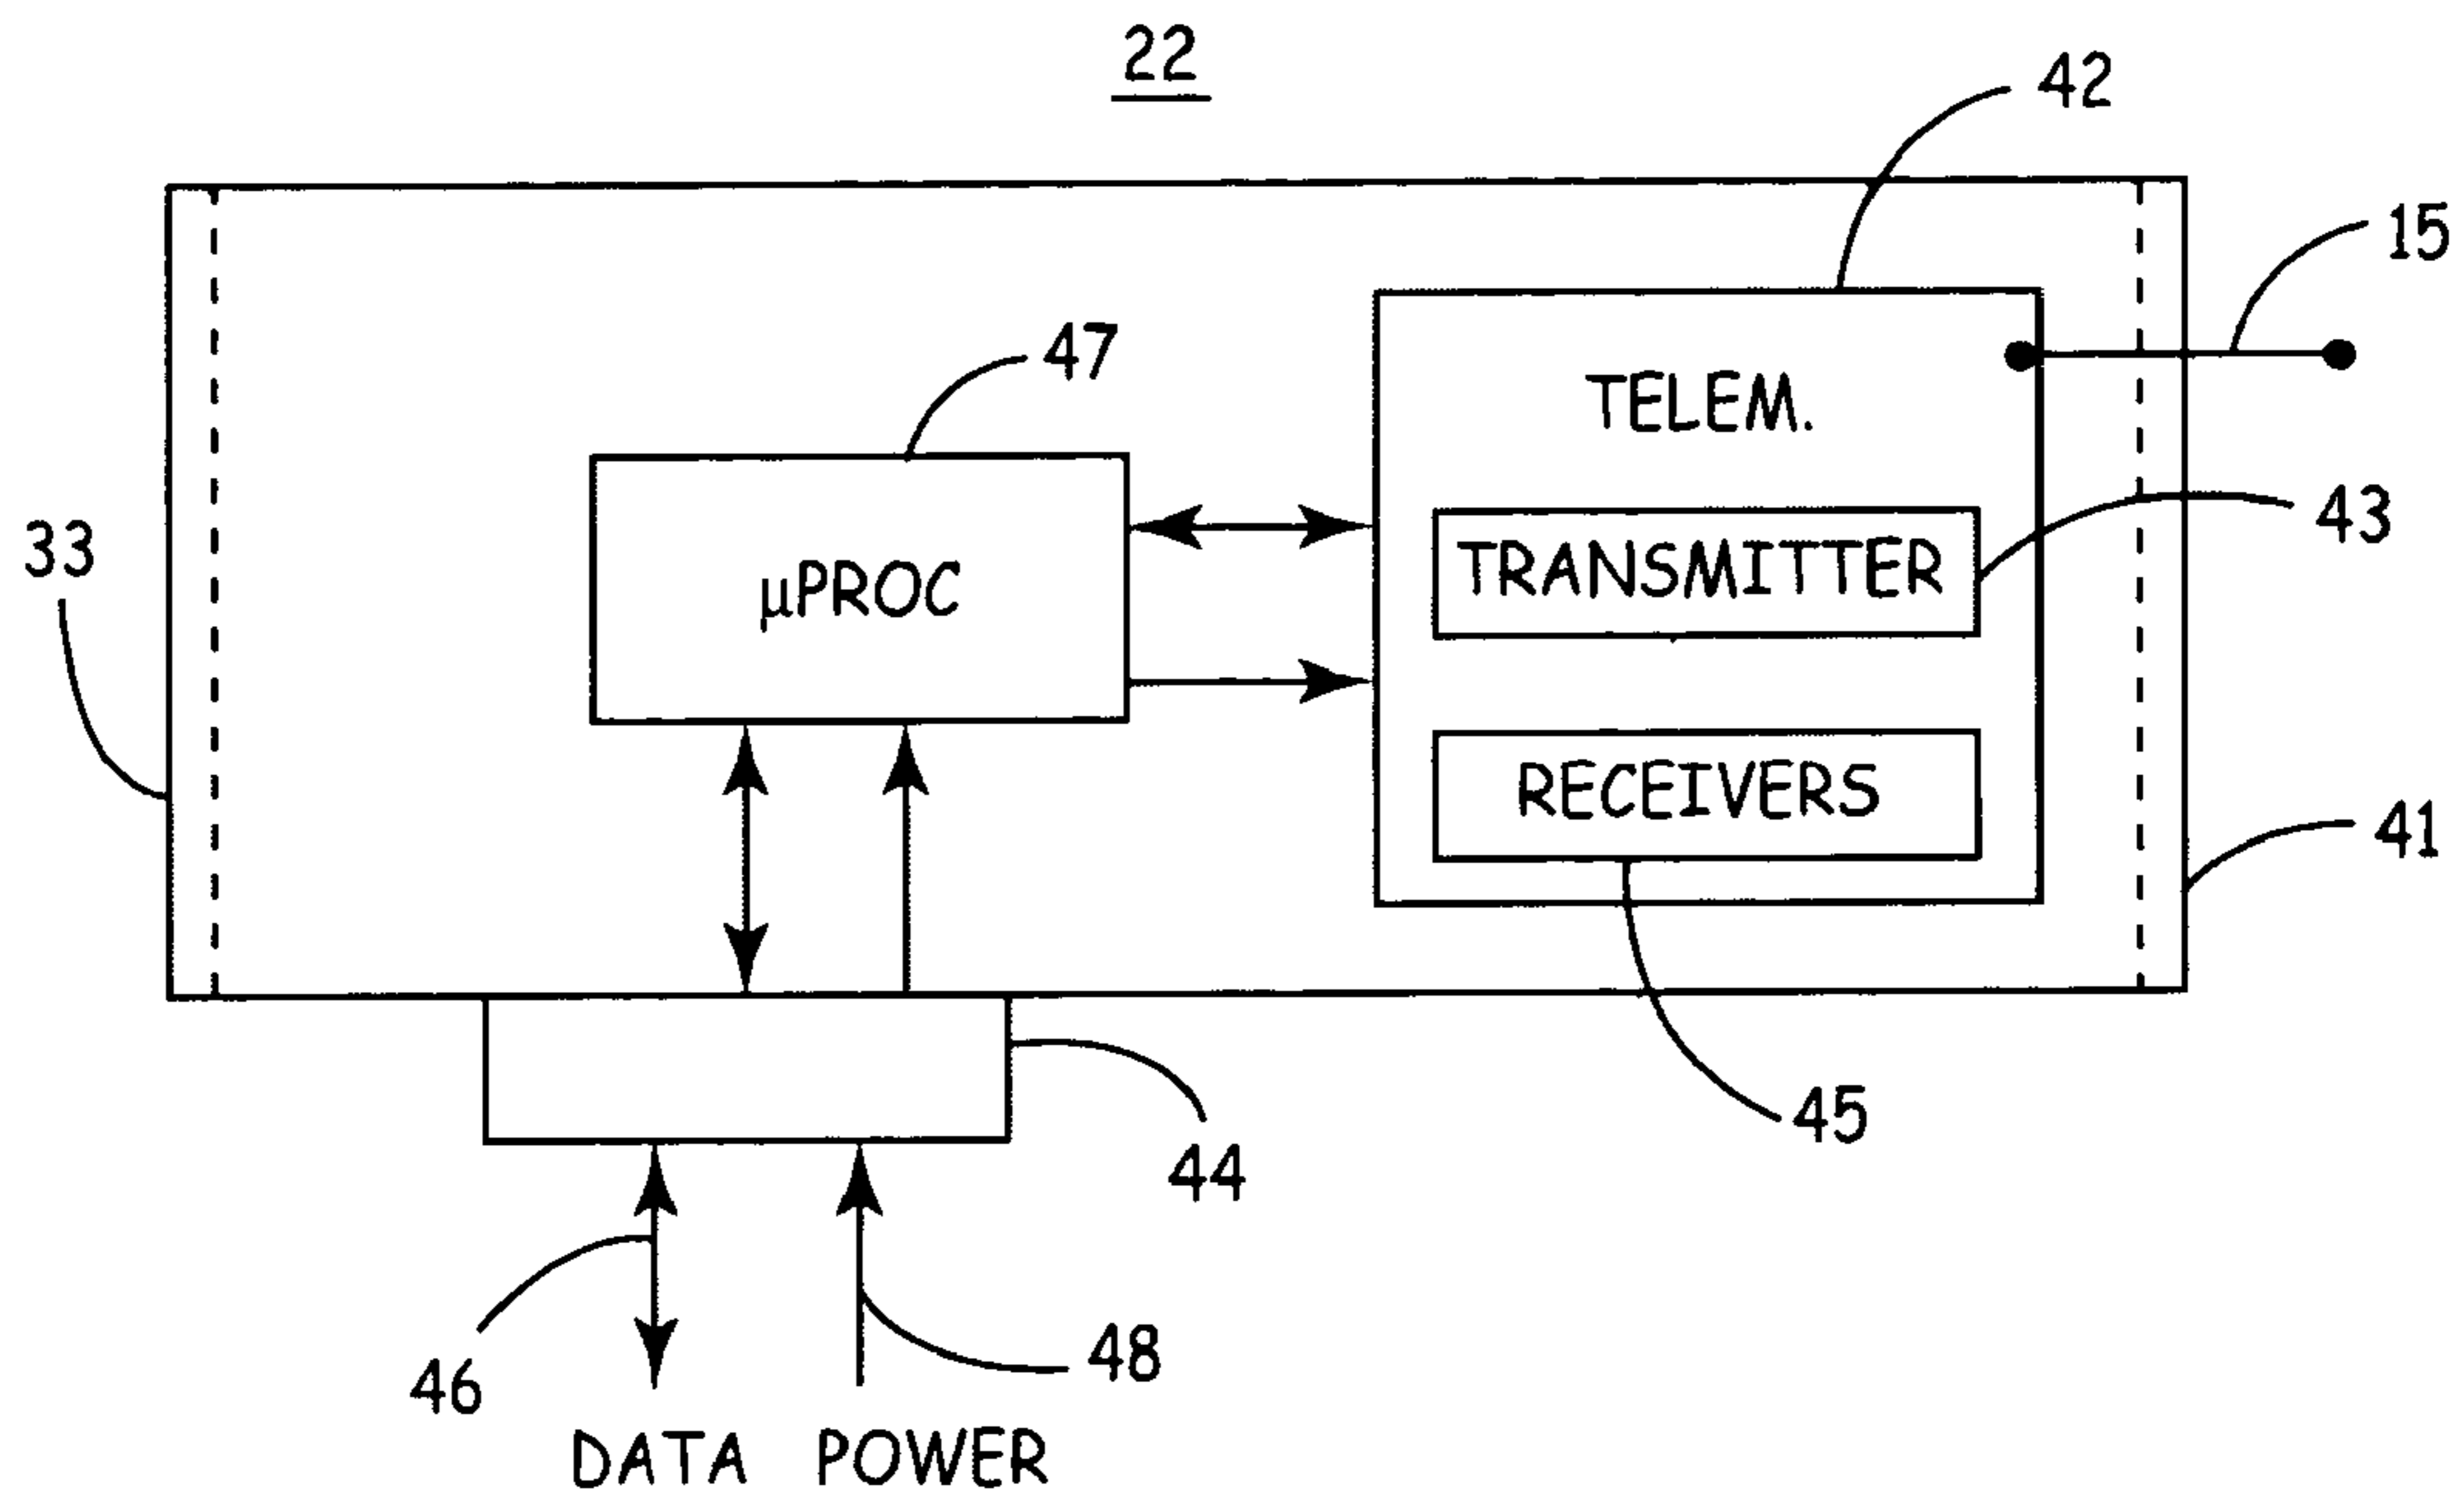 22
42
15
47
TELEM.
33
43
TRANSMITTER
µPROC
RECEIVERS
41
45
44
46
48
DATA POWER